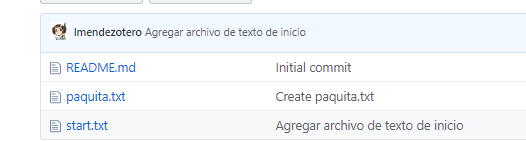 lmendezotero Agregar archivo de texto de inicio
README.md Initial commit
paquita.txt Create paquita.txt
start.txt Agregar archivo de texto de inicio